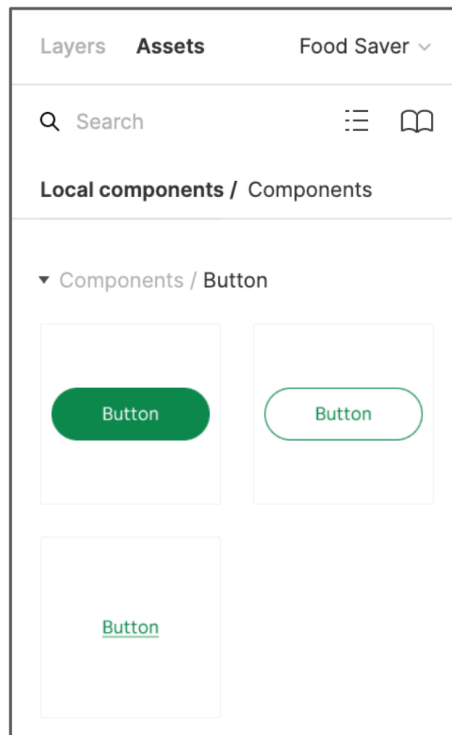 Layers Assets Food Saver
Search
Local components / Components
Components / Button
Button Button
Button